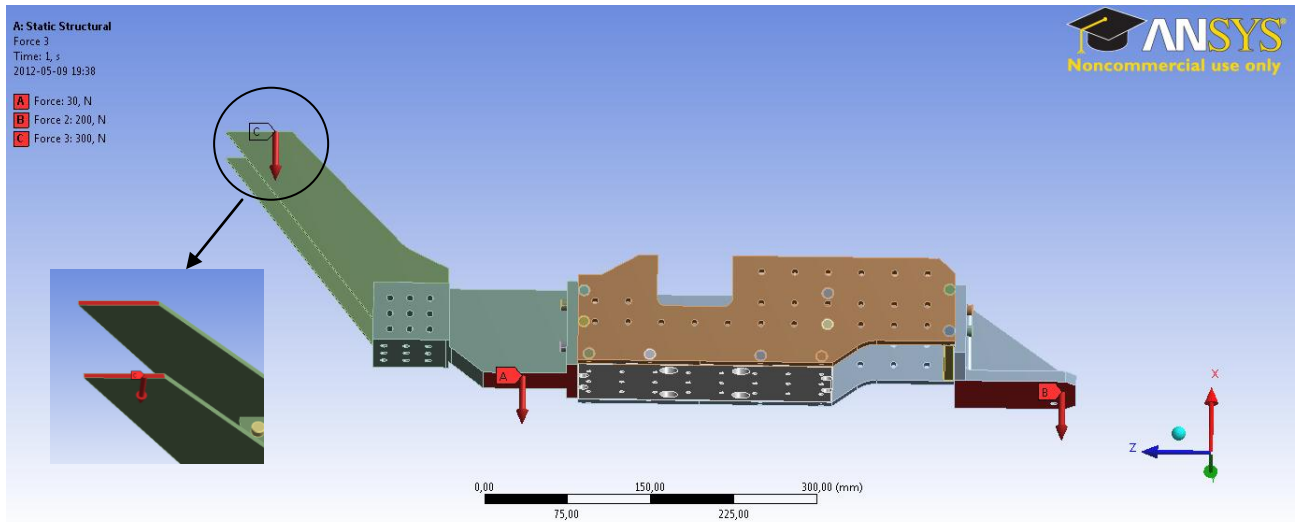 A: Static Structural
Force 3
Time: 1, s
2012-05-09 19:38
A Force: 30, N
B Force 2: 200, N
C Force 3: 300, N
ANSYS
Noncommercial use only
C
A
B
X
Z
0,00 150,00 300,00 (mm)
75,00 225,00